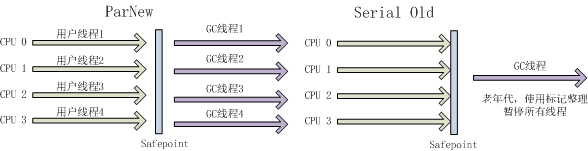 ParNew
Serial Old
CPU 0
用户线程1
GC线程1
CPU 1
用户线程2
GC线程2
CPU 2
用户线程3
GC线程3
CPU 3
用户线程4
GC线程4
Safepoint
CPU 0
CPU 1
CPU 2
CPU 3
GC线程
老年代，使用标记整理
暂停所有线程
Safepoint